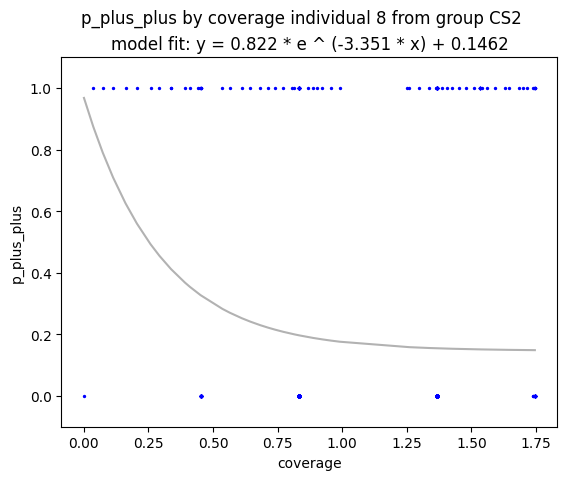 p_plus_plus by coverage individual 8 from group CS2
model fit: y = 0.822 * e ^ (-3.351 * x) + 0.1462
p_plus_plus
1.0
0.8
0.6
0.4
0.2
0.0
0.00 0.25 0.50 0.75 1.00 1.25 1.50 1.75
coverage